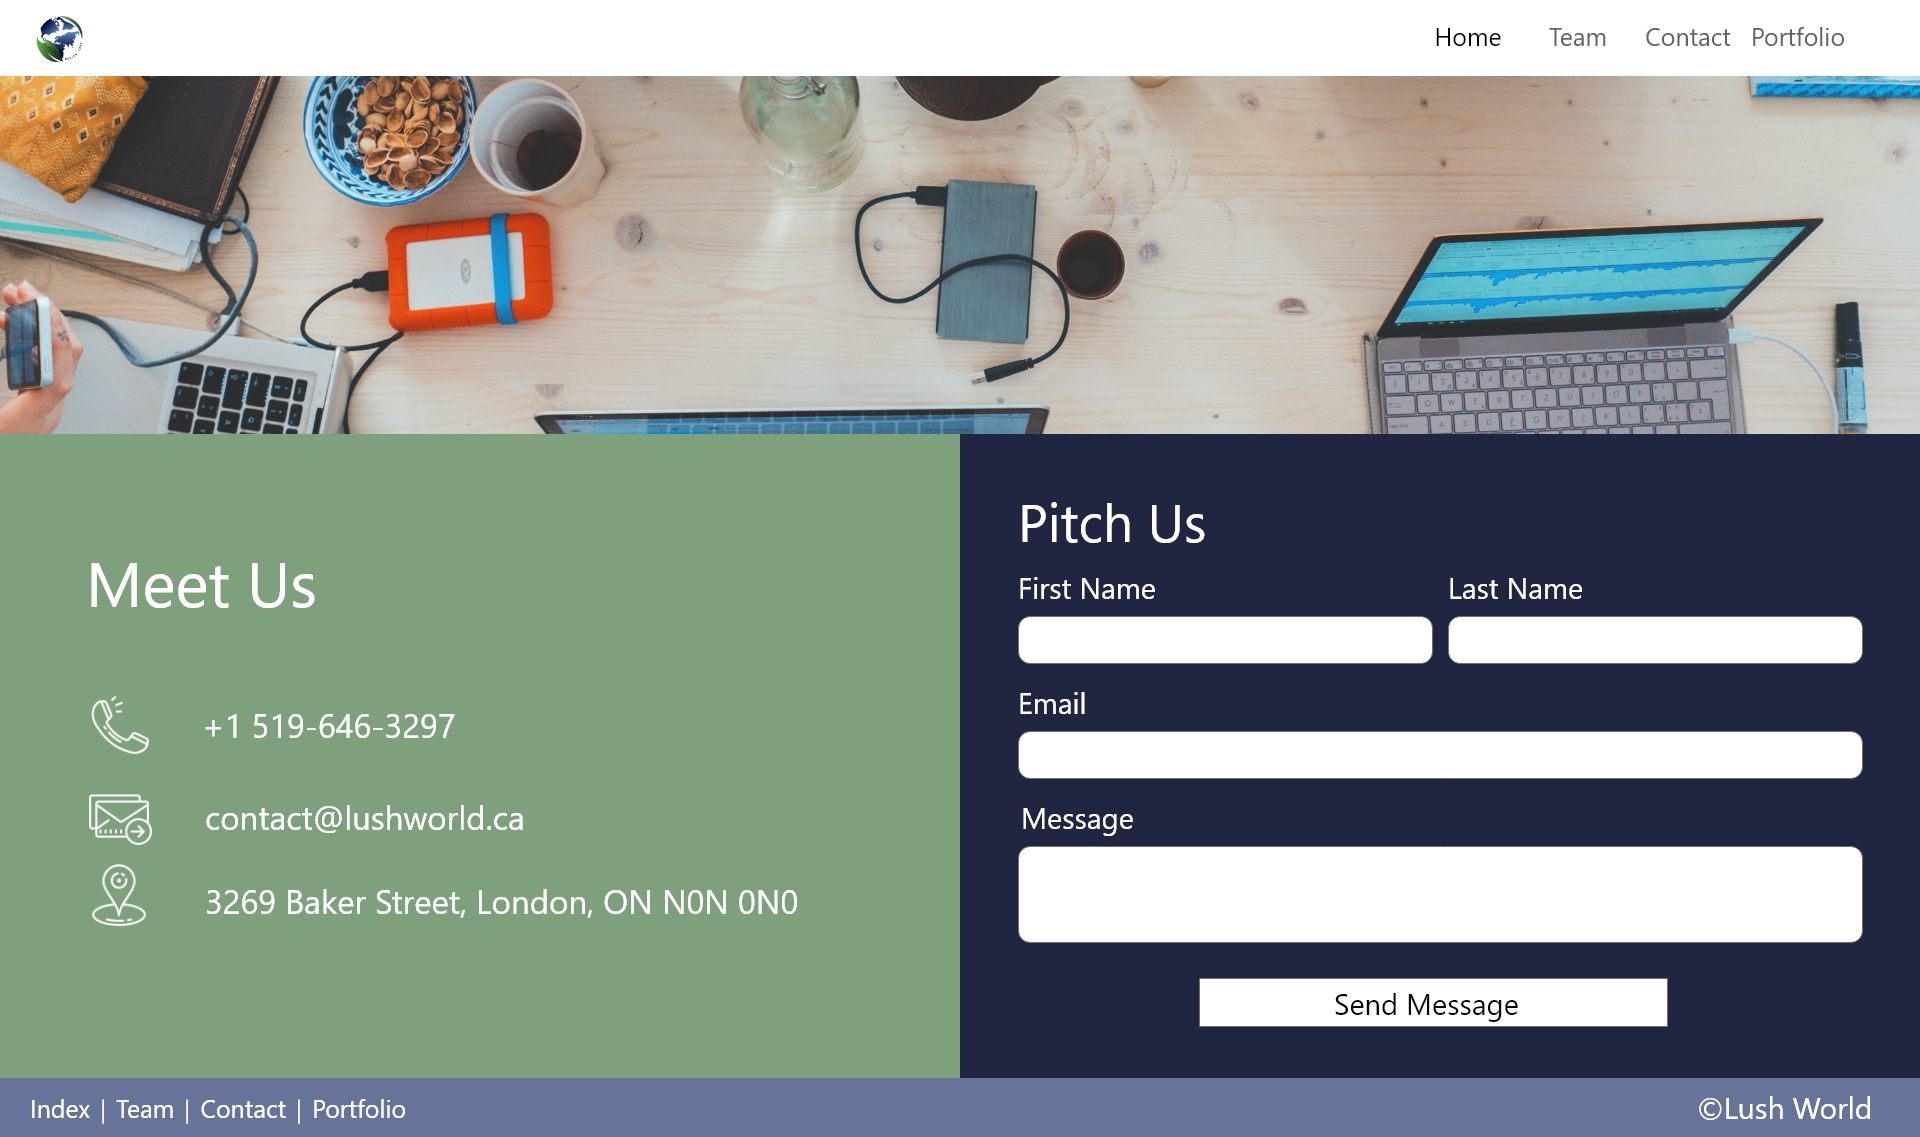 Home Team Contact Portfolio
Meet Us
+1 519-646-3297
contact@lushworld.ca
3269 Baker Street, London, ON N0N 0N0
Pitch Us
First Name Last Name
Email
Message
Send Message
Index | Team | Contact | Portfolio
©Lush World